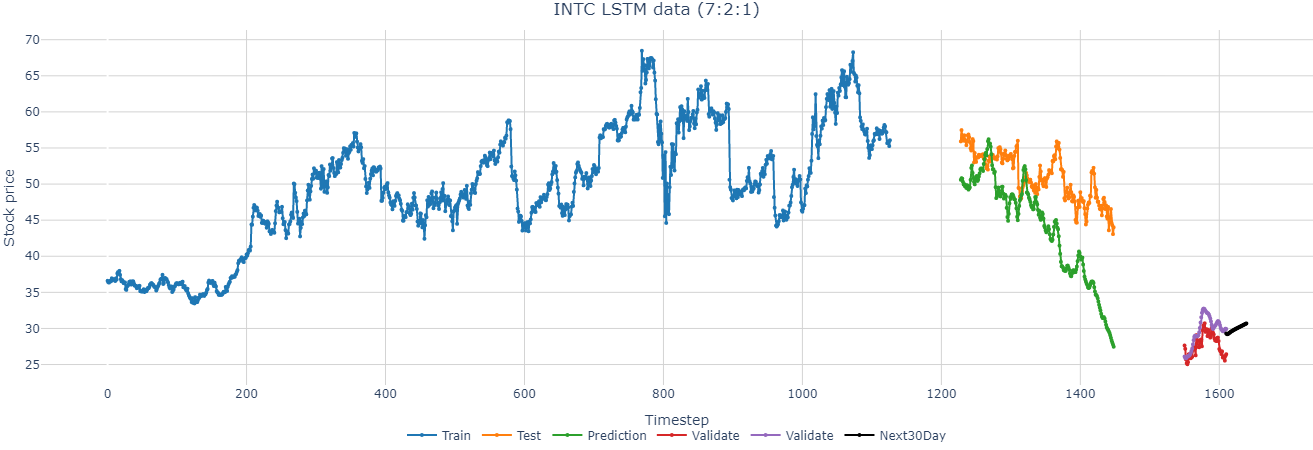 INTC LSTM data (7:2:1)
70
65
60
55
50
45
40
35
30
25
Stock price
0 200 400 600 800 1000 1200 1400 1600
Timestep
Train Test Prediction Validate Validate Next30Day